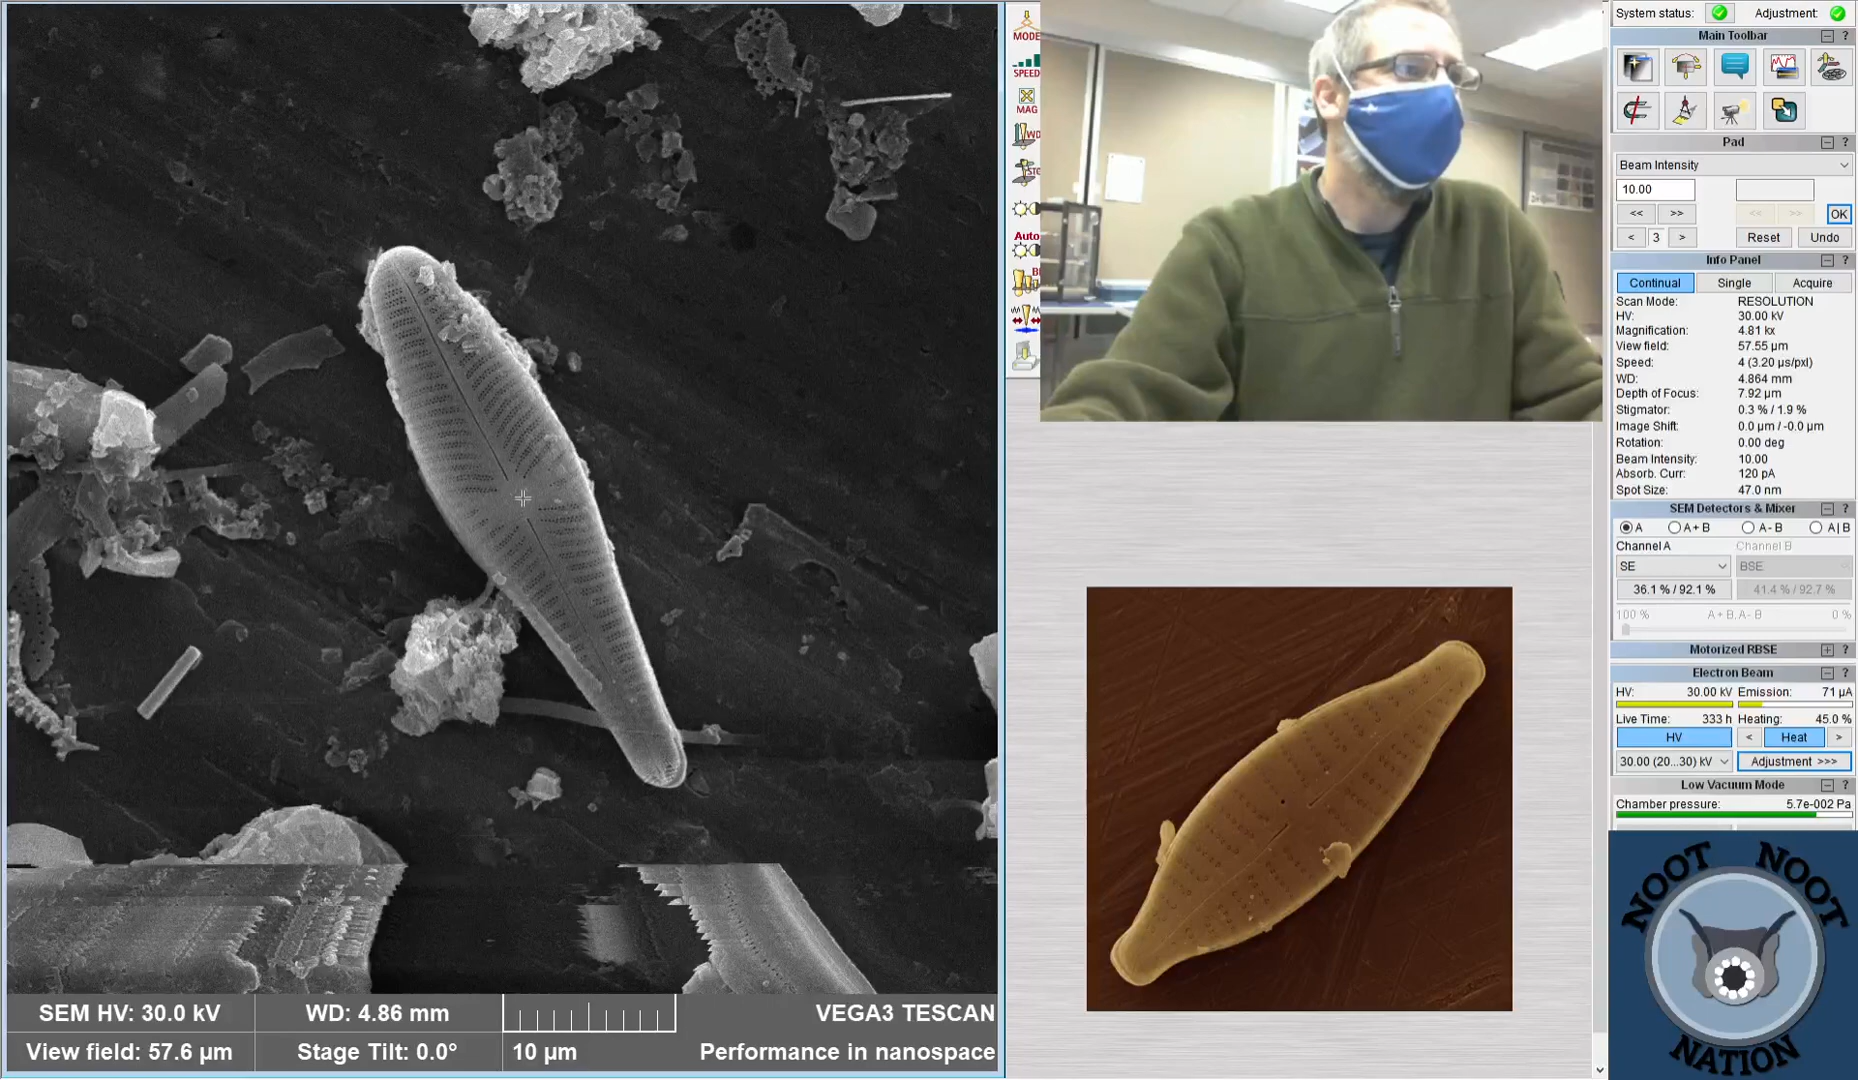 SEM HV: 30.0 kV
WD: 4.86 mm
VEGA3 TESCAN
View field: 57.6 µm
Stage Tilt: 0.0°
10 µm
Performance in nanospace
MODE
SPEED
MAG
WD
Auto
System status:
Adjustment:
Main Toolbar
Pad
Beam Intensity
10.00
<< >>
<< >>
OK
< 3 >
Reset
Undo
Info Panel
Continual
Single
Acquire
Scan Mode: RESOLUTION
HV: 30.00 kV
Magnification: 4.81 kx
View field: 57.55 µm
Speed: 4 (3.20 µs/pxl)
WD: 4.864 mm
Depth of Focus: 7.92 µm
Stigmator: 0.3 % / 1.9 %
Image Shift: 0.0 µm / -0.0 µm
Rotation: 0.00 deg
Beam Intensity: 10.00
Absorb. Curr: 120 pA
Spot Size: 47.0 nm
SEM Detectors & Mixer
A
A + B
A - B
A | B
Channel A
Channel B
SE
BSE
36.1 % / 92.1 %
41.4 % / 92.7 %
100 % A + B, A - B 0 %
Motorized RBSE
Electron Beam
HV: 30.00 kV
Emission: 71 µA
Live Time: 333 h
Heating: 45.0 %
HV
< Heat >
30.00 (20...30) kV
Adjustment >>>
Low Vacuum Mode
Chamber pressure: 5.7e-002 Pa
NOOT NOOT
NATION